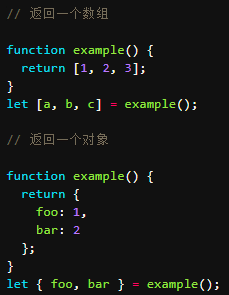 // 返回一个数组
function example() {
  return [1, 2, 3];
}
let [a, b, c] = example();
// 返回一个对象
function example() {
  return {
    foo: 1,
    bar: 2
  };
}
let { foo, bar } = example();